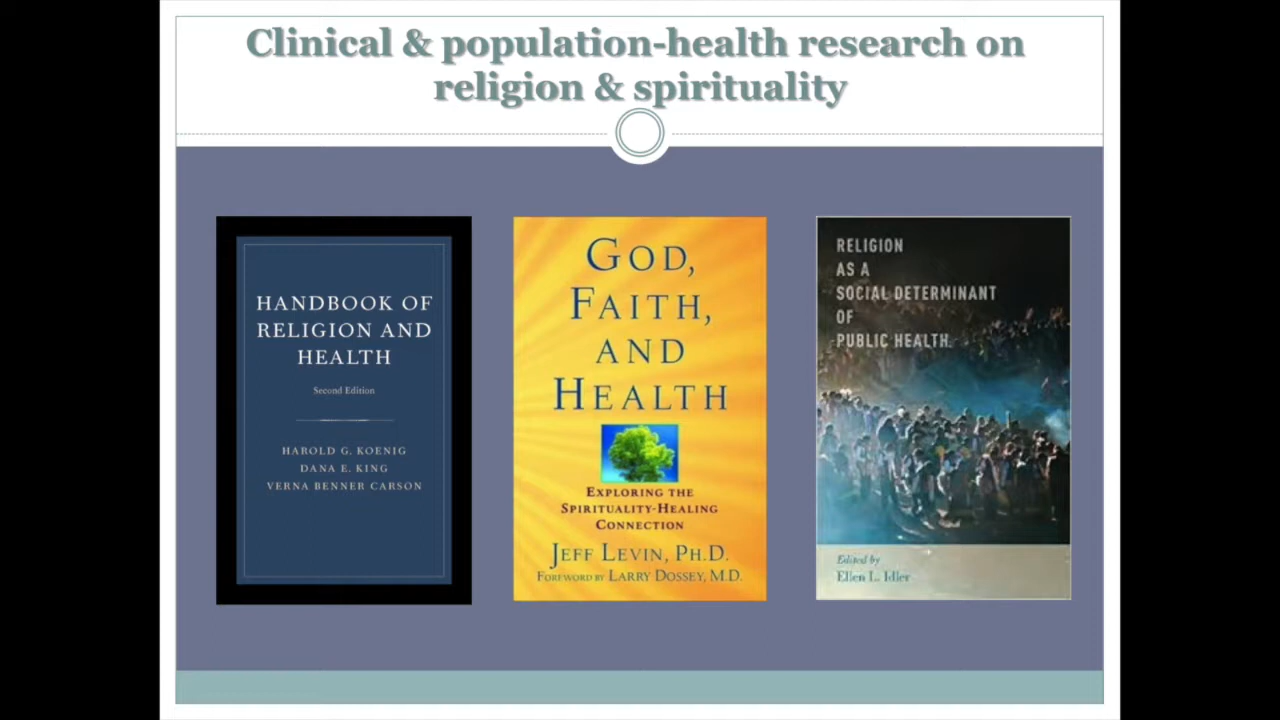 Clinical & population-health research on
religion & spirituality
HANDBOOK OF
RELIGION AND
HEALTH
Second Edition
HAROLD G. KOENIG
DANA E. KING
VERNA BENNER CARSON
GOD,
FAITH,
AND
HEALTH
EXPLORING THE
SPIRITUALITY-HEALING
CONNECTION
JEFF LEVIN, PH.D.
FOREWORD BY LARRY DOSSEY, M.D.
RELIGION
AS A
SOCIAL DETERMINANT
OF
PUBLIC HEALTH
Edited by
Ellen L. Idler